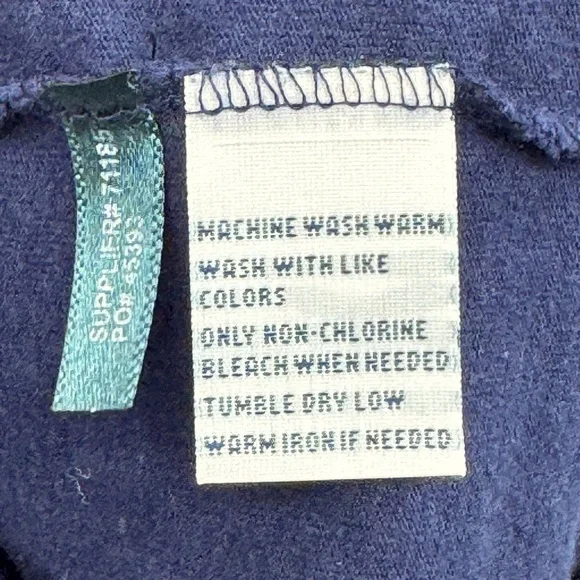 SUPPLIER# 71185
PO# 45393
MACHINE WASH WARM
WASH WITH LIKE
COLORS
ONLY NON-CHLORINE
BLEACH WHEN NEEDED
TUMBLE DRY LOW
WARM IRON IF NEEDED